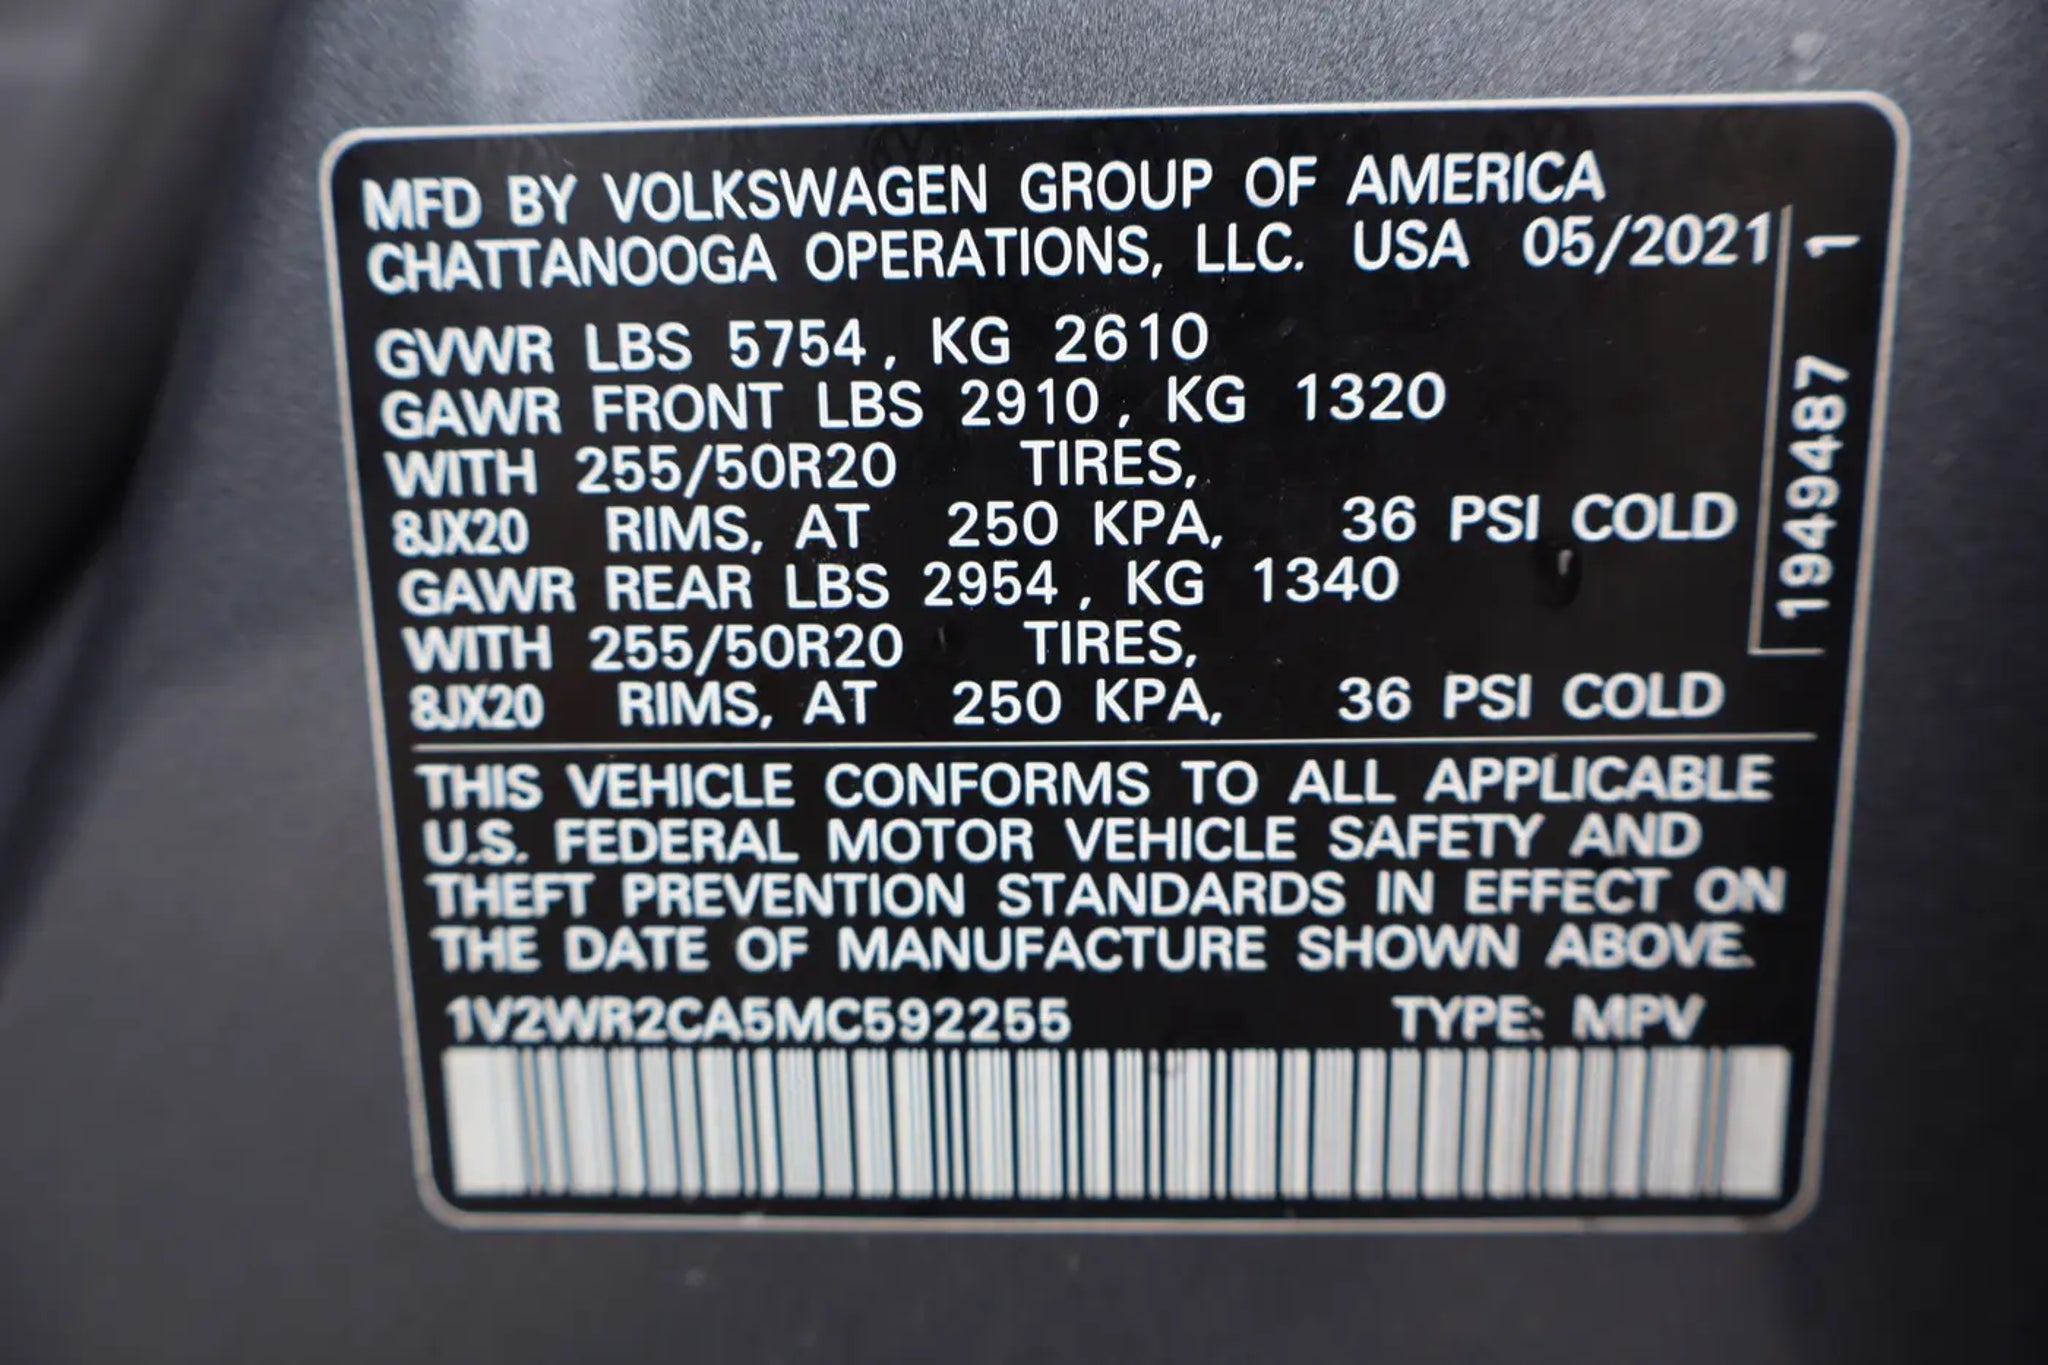 MFD BY VOLKSWAGEN GROUP OF AMERICA
CHATTANOOGA OPERATIONS, LLC. USA 05/2021
GVWR LBS 5754, KG 2610
GAWR FRONT LBS 2910, KG 1320
WITH 255/50R20 TIRES,
8JX20 RIMS, AT 250 KPA, 36 PSI COLD
GAWR REAR LBS 2954, KG 1340
WITH 255/50R20 TIRES,
8JX20 RIMS, AT 250 KPA, 36 PSI COLD
1949487 1
THIS VEHICLE CONFORMS TO ALL APPLICABLE
U.S. FEDERAL MOTOR VEHICLE SAFETY AND
THEFT PREVENTION STANDARDS IN EFFECT ON
THE DATE OF MANUFACTURE SHOWN ABOVE.
1V2WR2CA5MC592255 TYPE: MPV